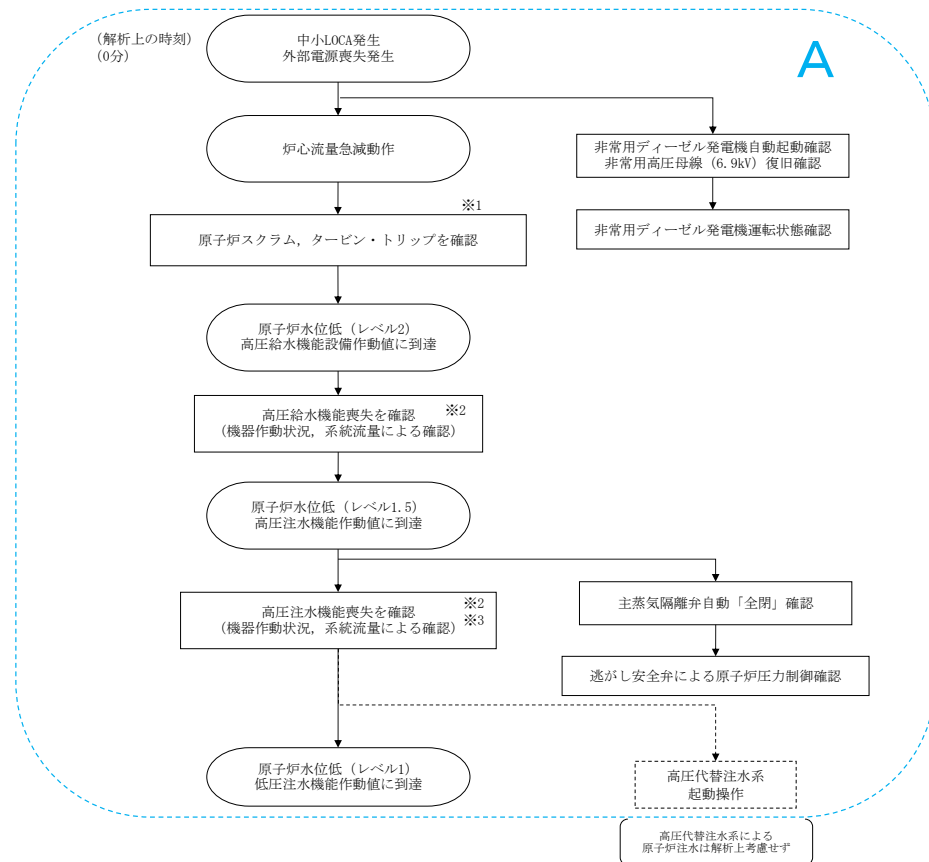 (解析上の時刻)
(0分)
中小LOCA発生
外部電源喪失発生
A
炉心流量急減動作
非常用ディーゼル発電機自動起動確認
非常用高圧母線（6.9kV）復旧確認
※1
原子炉スクラム，タービン・トリップを確認
非常用ディーゼル発電機運転状態確認
原子炉水位低（レベル2）
高圧給水機能設備作動値に到達
高圧給水機能喪失を確認 ※2
（機器作動状況，系統流量による確認）
原子炉水位低（レベル1.5）
高圧注水機能作動値に到達
高圧注水機能喪失を確認 ※2
（機器作動状況，系統流量による確認） ※3
主蒸気隔離弁自動「全閉」確認
逃がし安全弁による原子炉圧力制御確認
原子炉水位低（レベル1）
低圧注水機能作動値に到達
高圧代替注水系
起動操作
高圧代替注水系による
原子炉注水は解析上考慮せず